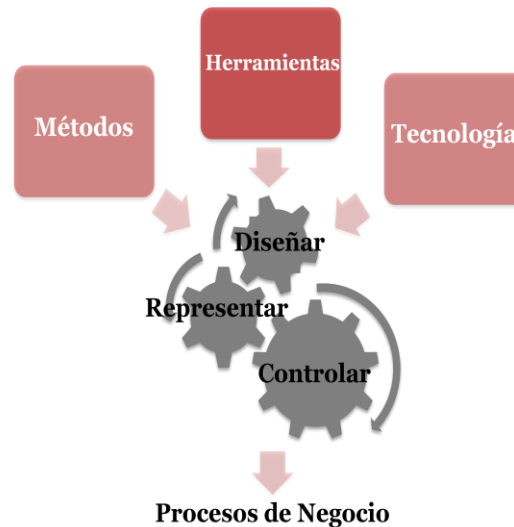 Herramientas
Métodos
Tecnología
Diseñar
Representar
Controlar
Procesos de Negocio